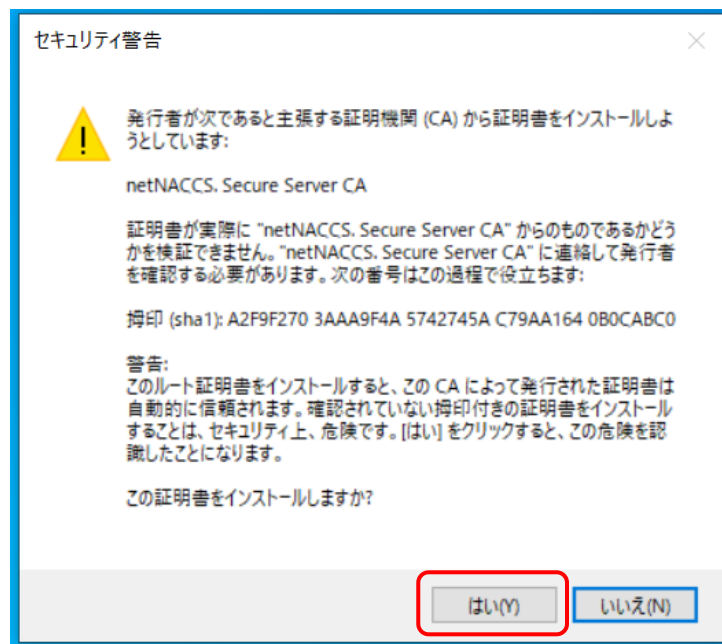 セキュリティ警告
発行者が次であると主張する証明機関 (CA) から証明書をインストールしよ
うとしています:
netNACCS. Secure Server CA
証明書が実際に "netNACCS. Secure Server CA" からのものであるかどう
かを検証できません。"netNACCS. Secure Server CA" に連絡して発行者
を確認する必要があります。次の番号はこの過程で役立ちます:
拇印 (sha1): A2F9F270 3AAA9F4A 5742745A C79AA164 0B0CABC0
警告:
このルート証明書をインストールすると、この CA によって発行された証明書は
自動的に信頼されます。確認されていない拇印付きの証明書をインストール
することは、セキュリティ上、危険です。[はい] をクリックすると、この危険を認
識したことになります。
この証明書をインストールしますか?
はい(Y)
いいえ(N)